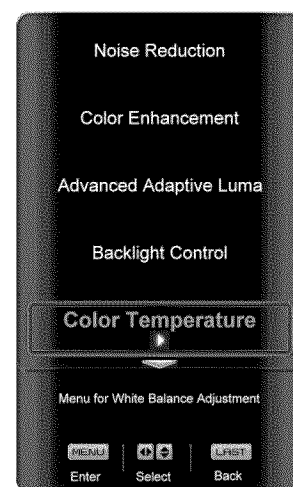 Noise Reduction
Color Enhancement
Advanced Adaptive Luma
Backlight Control
Color Temperature
Menu for White Balance Adjustment
MENU LAST
Enter Select Back